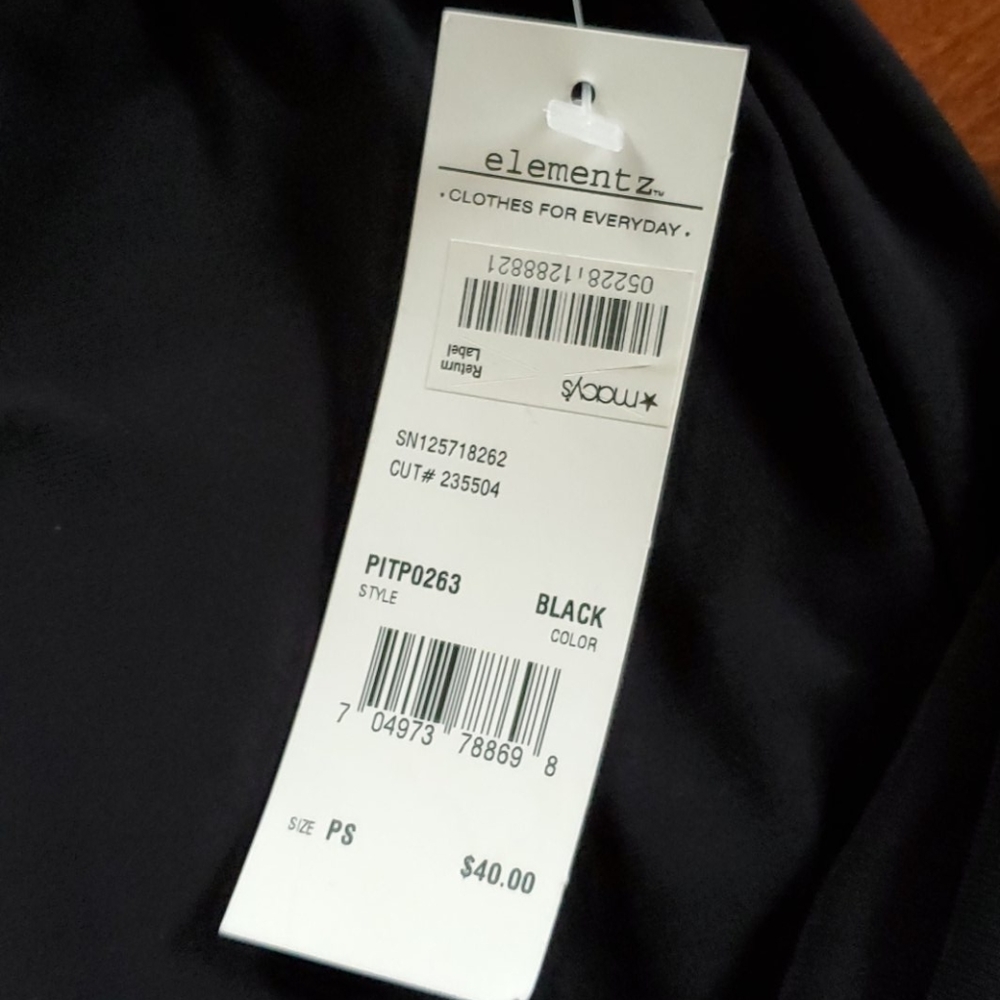 elementz™
•CLOTHES FOR EVERYDAY•
★macy's
Return
Label
05228 1288821
SN125718262
CUT# 235504
PITP0263
STYLE
BLACK
COLOR
7 04973 78869 8
SIZE PS
$40.00